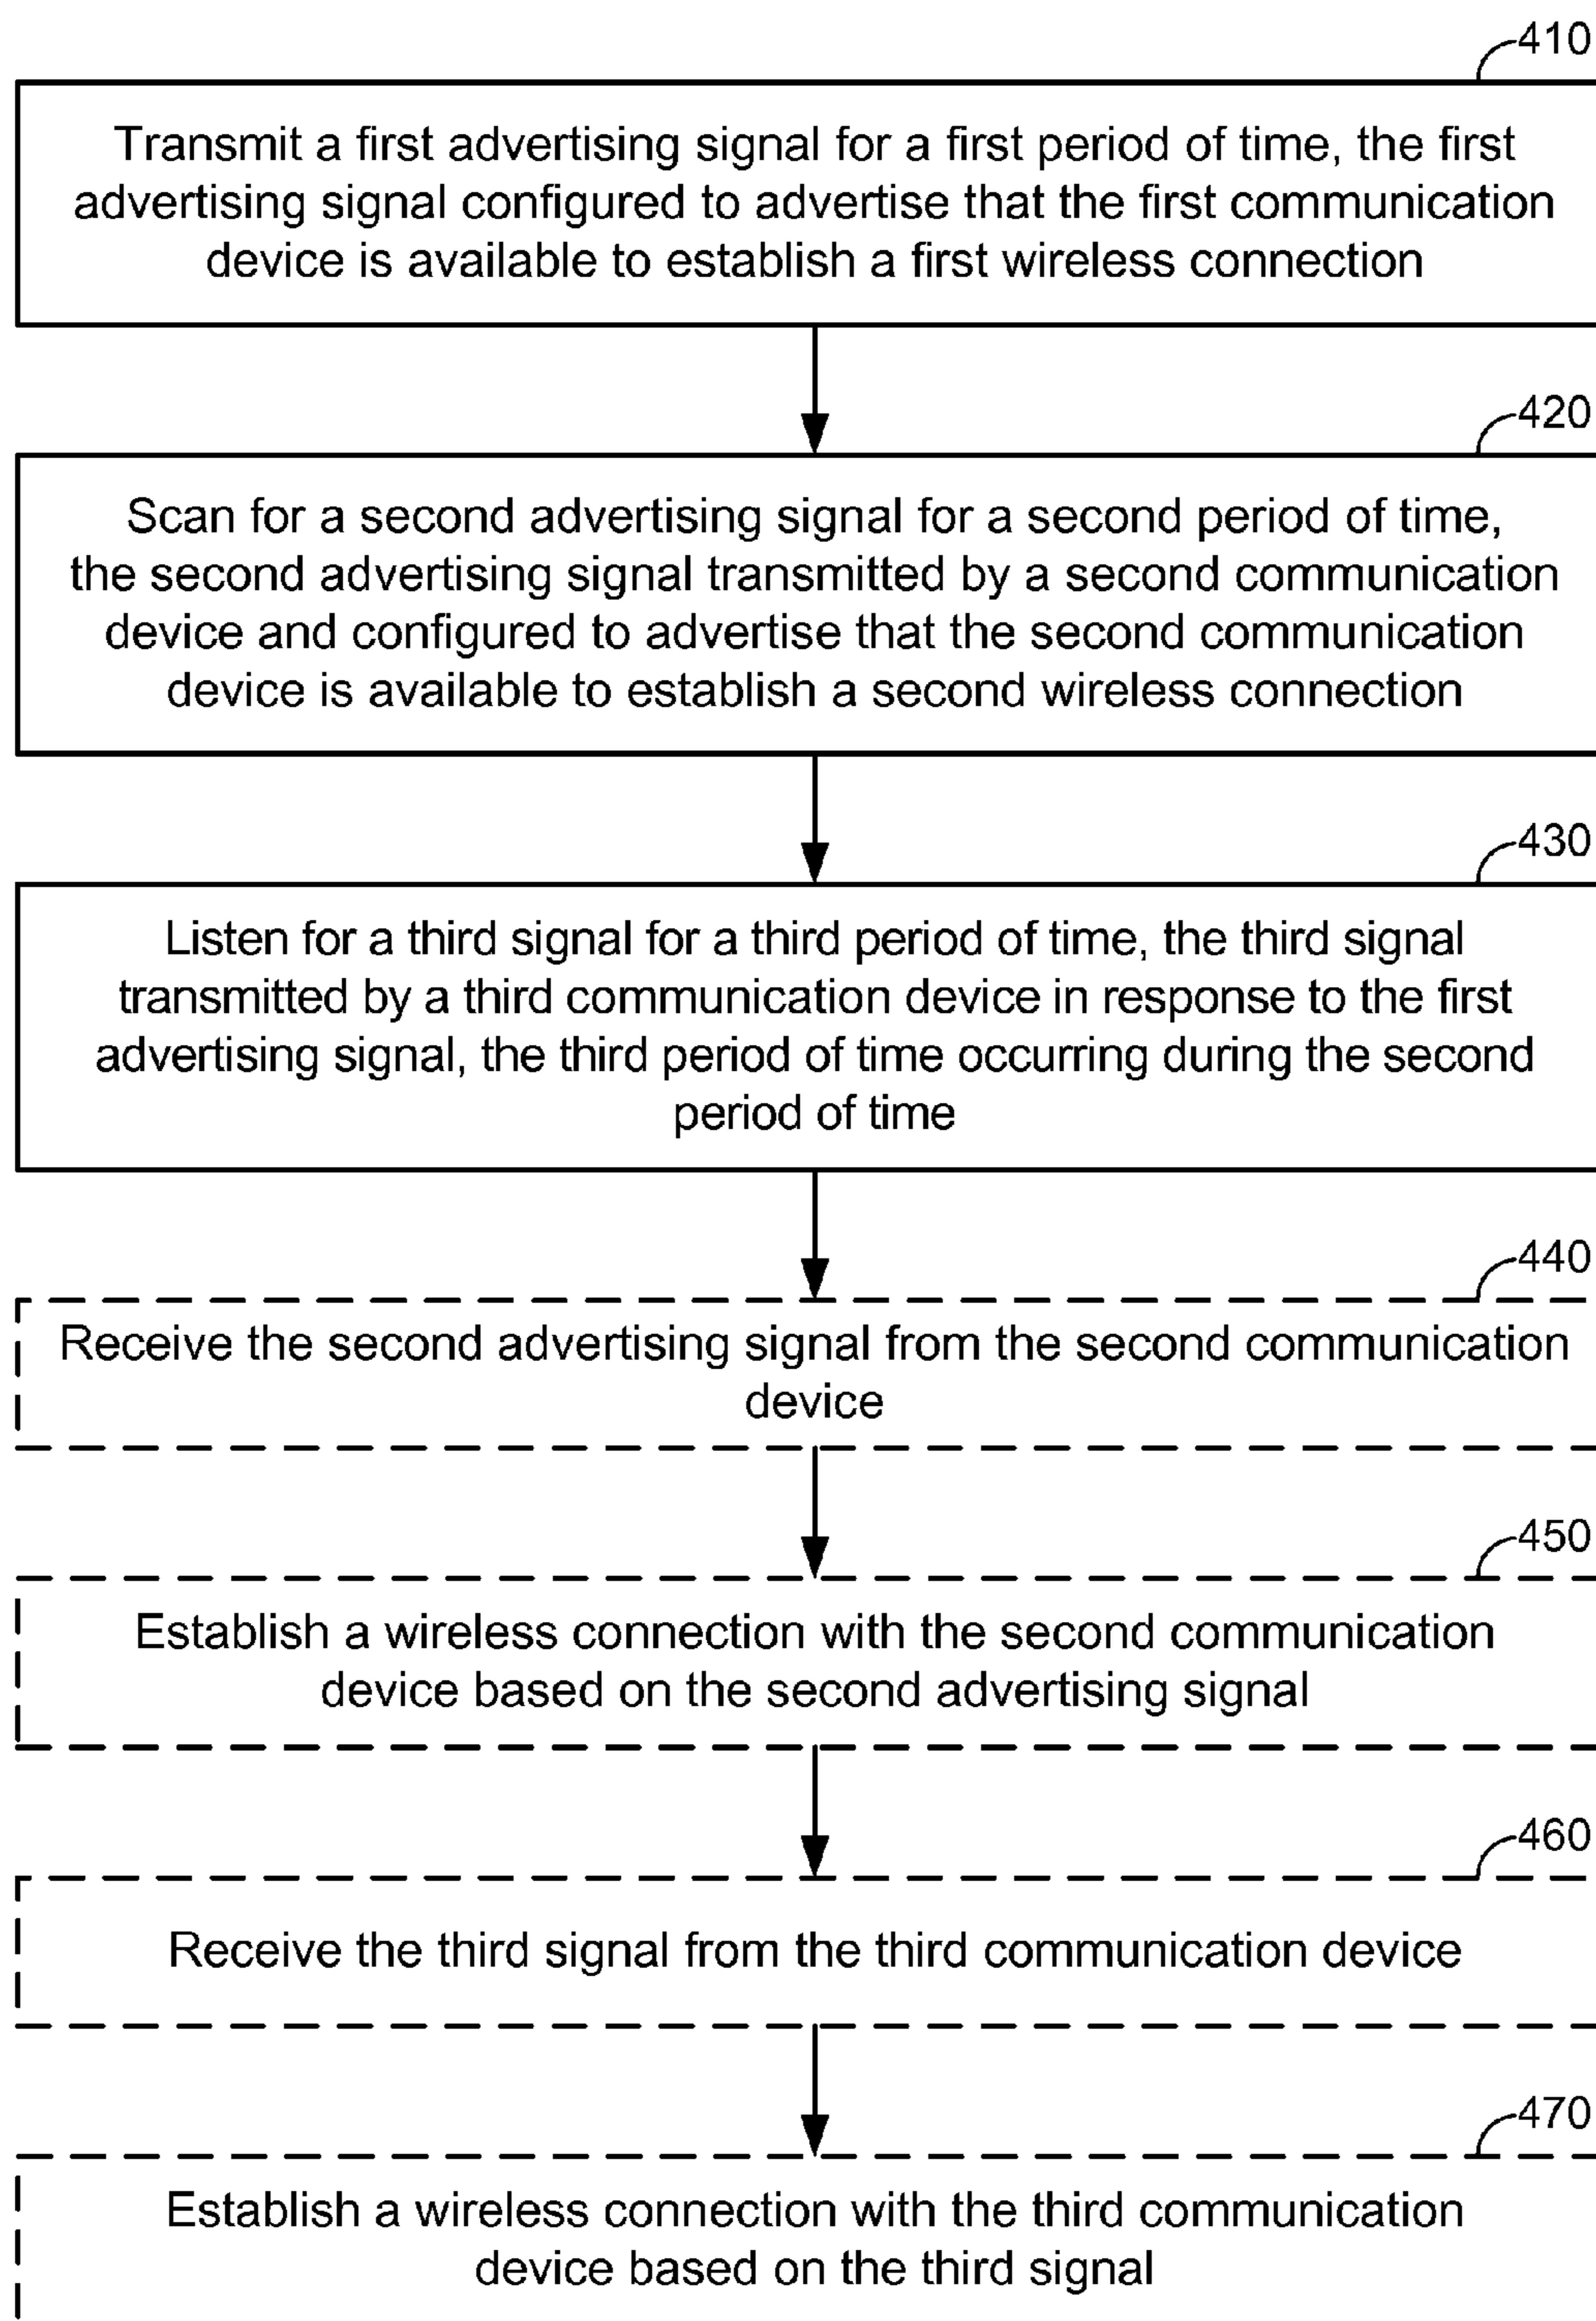 410
Transmit a first advertising signal for a first period of time, the first
advertising signal configured to advertise that the first communication
device is available to establish a first wireless connection
420
Scan for a second advertising signal for a second period of time,
the second advertising signal transmitted by a second communication
device and configured to advertise that the second communication
device is available to establish a second wireless connection
430
Listen for a third signal for a third period of time, the third signal
transmitted by a third communication device in response to the first
advertising signal, the third period of time occurring during the second
period of time
440
Receive the second advertising signal from the second communication
device
450
Establish a wireless connection with the second communication
device based on the second advertising signal
460
Receive the third signal from the third communication device
470
Establish a wireless connection with the third communication
device based on the third signal